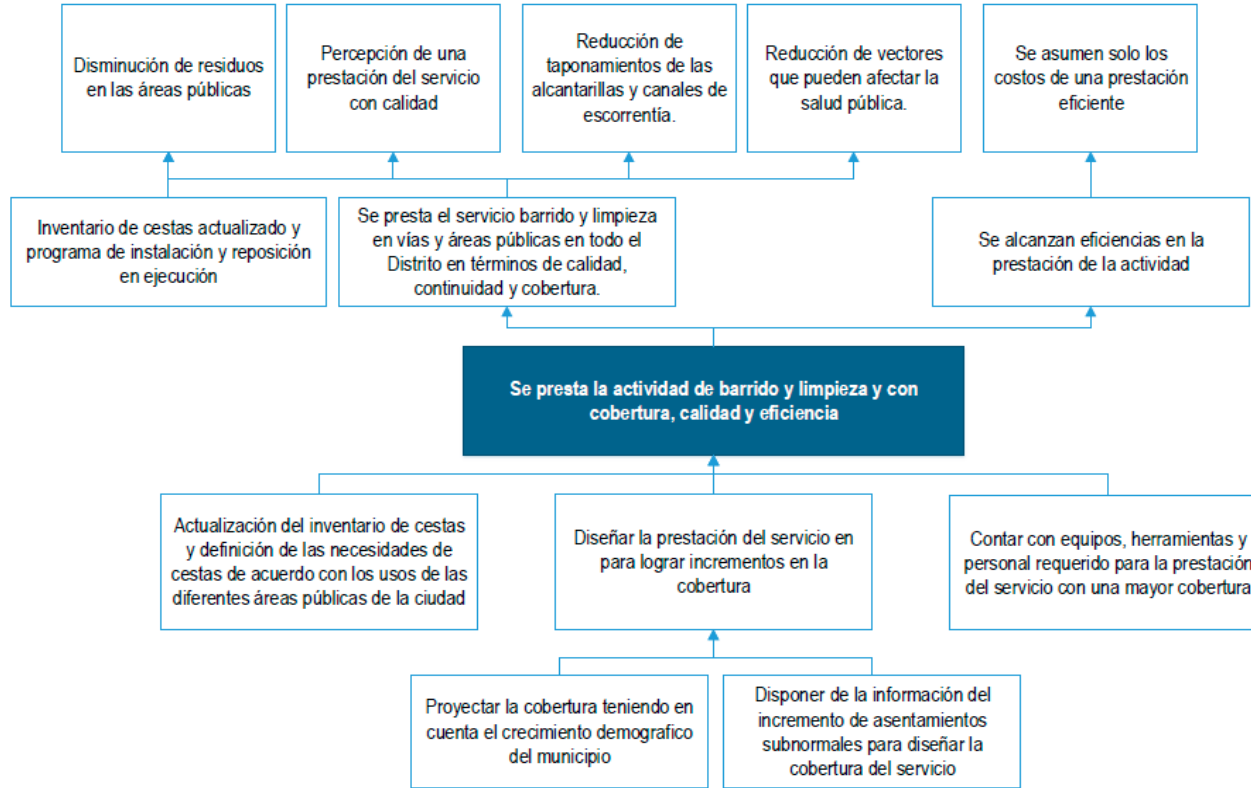 Disminución de residuos
en las áreas públicas
Percepción de una
prestación del servicio
con calidad
Reducción de
taponamientos de las
alcantarillas y canales de
escorrentía.
Reducción de vectores
que pueden afectar la
salud pública.
Se asumen solo los
costos de una prestación
eficiente
Inventario de cestas actualizado y
programa de instalación y reposición
en ejecución
Se presta el servicio barrido y limpieza
en vías y áreas públicas en todo el
Distrito en términos de calidad,
continuidad y cobertura.
Se alcanzan eficiencias en la
prestación de la actividad
Se presta la actividad de barrido y limpieza y con
cobertura, calidad y eficiencia
Actualización del inventario de cestas
y definición de las necesidades de
cestas de acuerdo con los usos de las
diferentes áreas públicas de la ciudad
Diseñar la prestación del servicio en
para lograr incrementos en la
cobertura
Contar con equipos, herramientas y
personal requerido para la prestación
del servicio con una mayor cobertura
Proyectar la cobertura teniendo en
cuenta el crecimiento demografico
del municipio
Disponer de la información del
incremento de asentamientos
subnormales para diseñar la
cobertura del servicio